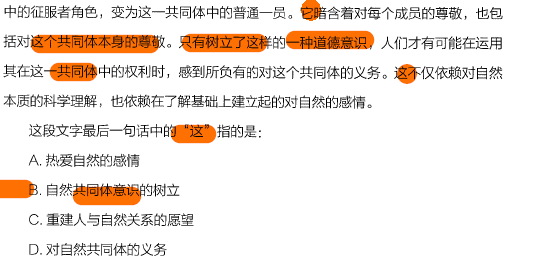 中的征服者角色，变为这一共同体中的普通一员。它暗含着对每个成员的尊敬，也包
括对这个共同体本身的尊敬。只有树立了这样的一种道德意识，人们才有可能在运用
其在这一共同体中的权利时，感到所负有的对这个共同体的义务。这不仅依赖对自然
本质的科学理解，也依赖在了解基础上建立起的对自然的感情。
这段文字最后一句话中的“这”指的是：
A. 热爱自然的感情
B. 自然共同体意识的树立
C. 重建人与自然关系的愿望
D. 对自然共同体的义务